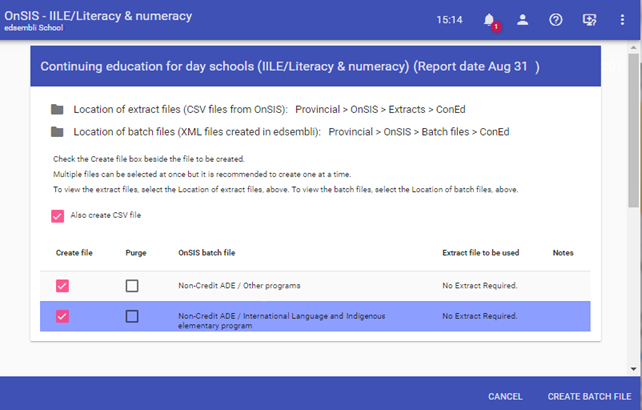 OnSIS - IILE/Literacy & numeracy
edsembli School
15:14
1
Continuing education for day schools (IILE/Literacy & numeracy) (Report date Aug 31 )
Location of extract files (CSV files from OnSIS): Provincial > OnSIS > Extracts > ConEd
Location of batch files (XML files created in edsembli): Provincial > OnSIS > Batch files > ConEd
Check the Create file box beside the file to be created.
Multiple files can be selected at once but it is recommended to create one at a time.
To view the extract files, select the Location of extract files, above. To view the batch files, select the Location of batch files, above.
Also create CSV file
Create file Purge OnSIS batch file Extract file to be used Notes
Non-Credit ADE / Other programs No Extract Required.
Non-Credit ADE / International Language and Indigenous No Extract Required.
elementary program
CANCEL CREATE BATCH FILE